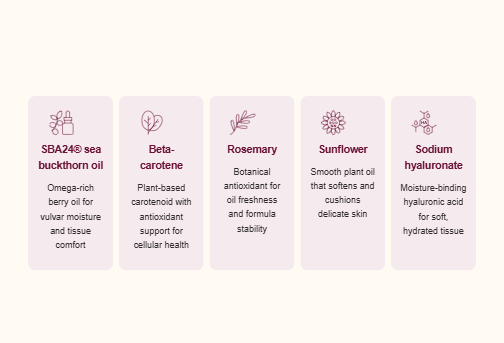 SBA24® sea
buckthorn oil
Omega-rich
berry oil for
vulvar moisture
and tissue
comfort
Beta-
carotene
Plant-based
carotenoid with
antioxidant
support for
cellular health
Rosemary
Botanical
antioxidant for
oil freshness
and formula
stability
Sunflower
Smooth plant oil
that softens and
cushions
delicate skin
HA
Sodium
hyaluronate
Moisture-binding
hyaluronic acid
for soft,
hydrated tissue